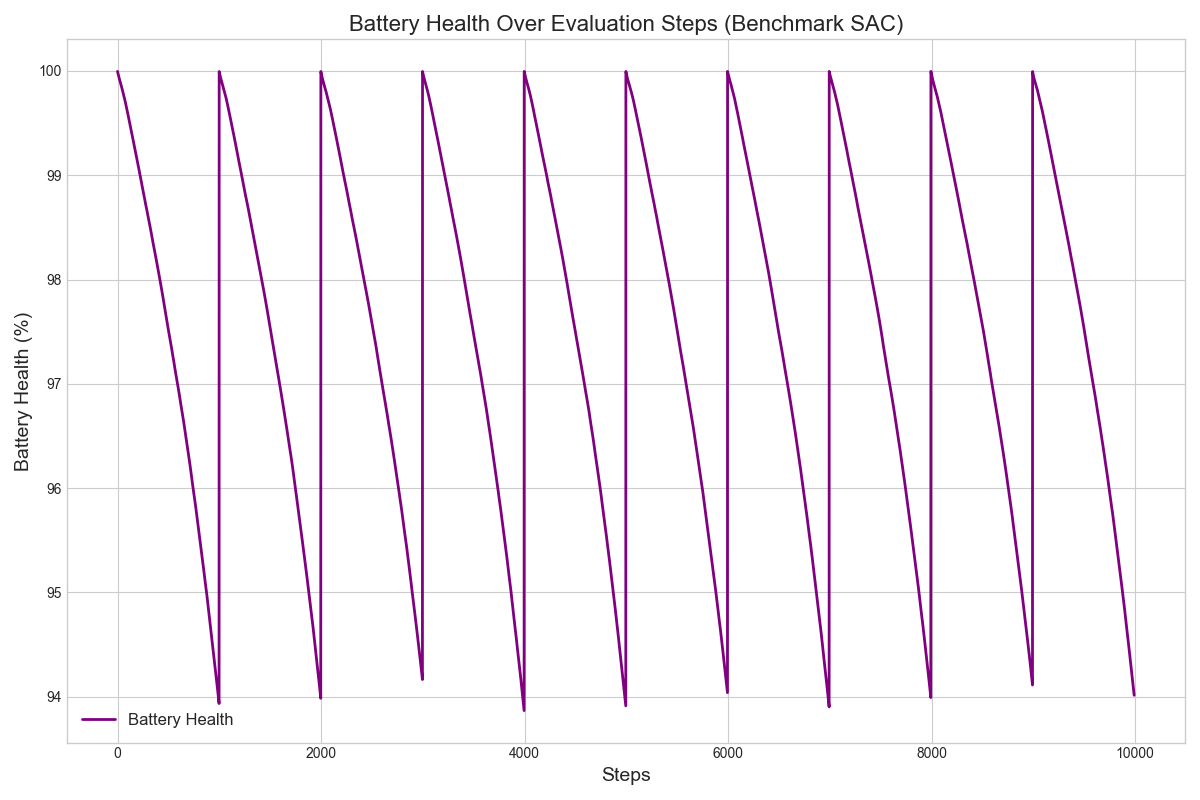 Battery Health Over Evaluation Steps (Benchmark SAC)
Battery Health (%)
100
99
98
97
96
95
94
Battery Health
0 2000 4000 6000 8000 10000
Steps